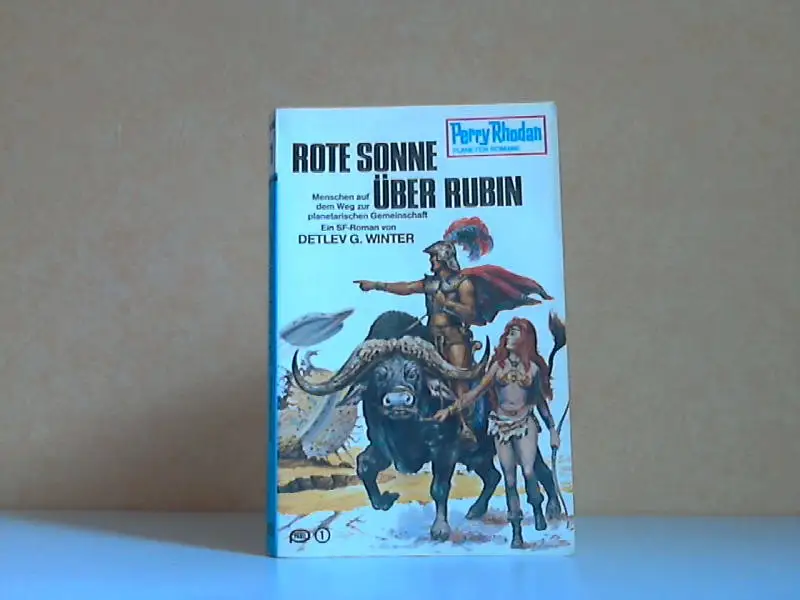 Perry Rhodan
PLANETEN ROMANE
ROTE SONNE
ÜBER RUBIN
Menschen auf
dem Weg zur
planetarischen Gemeinschaft
Ein SF-Roman von
DETLEV G. WINTER
1